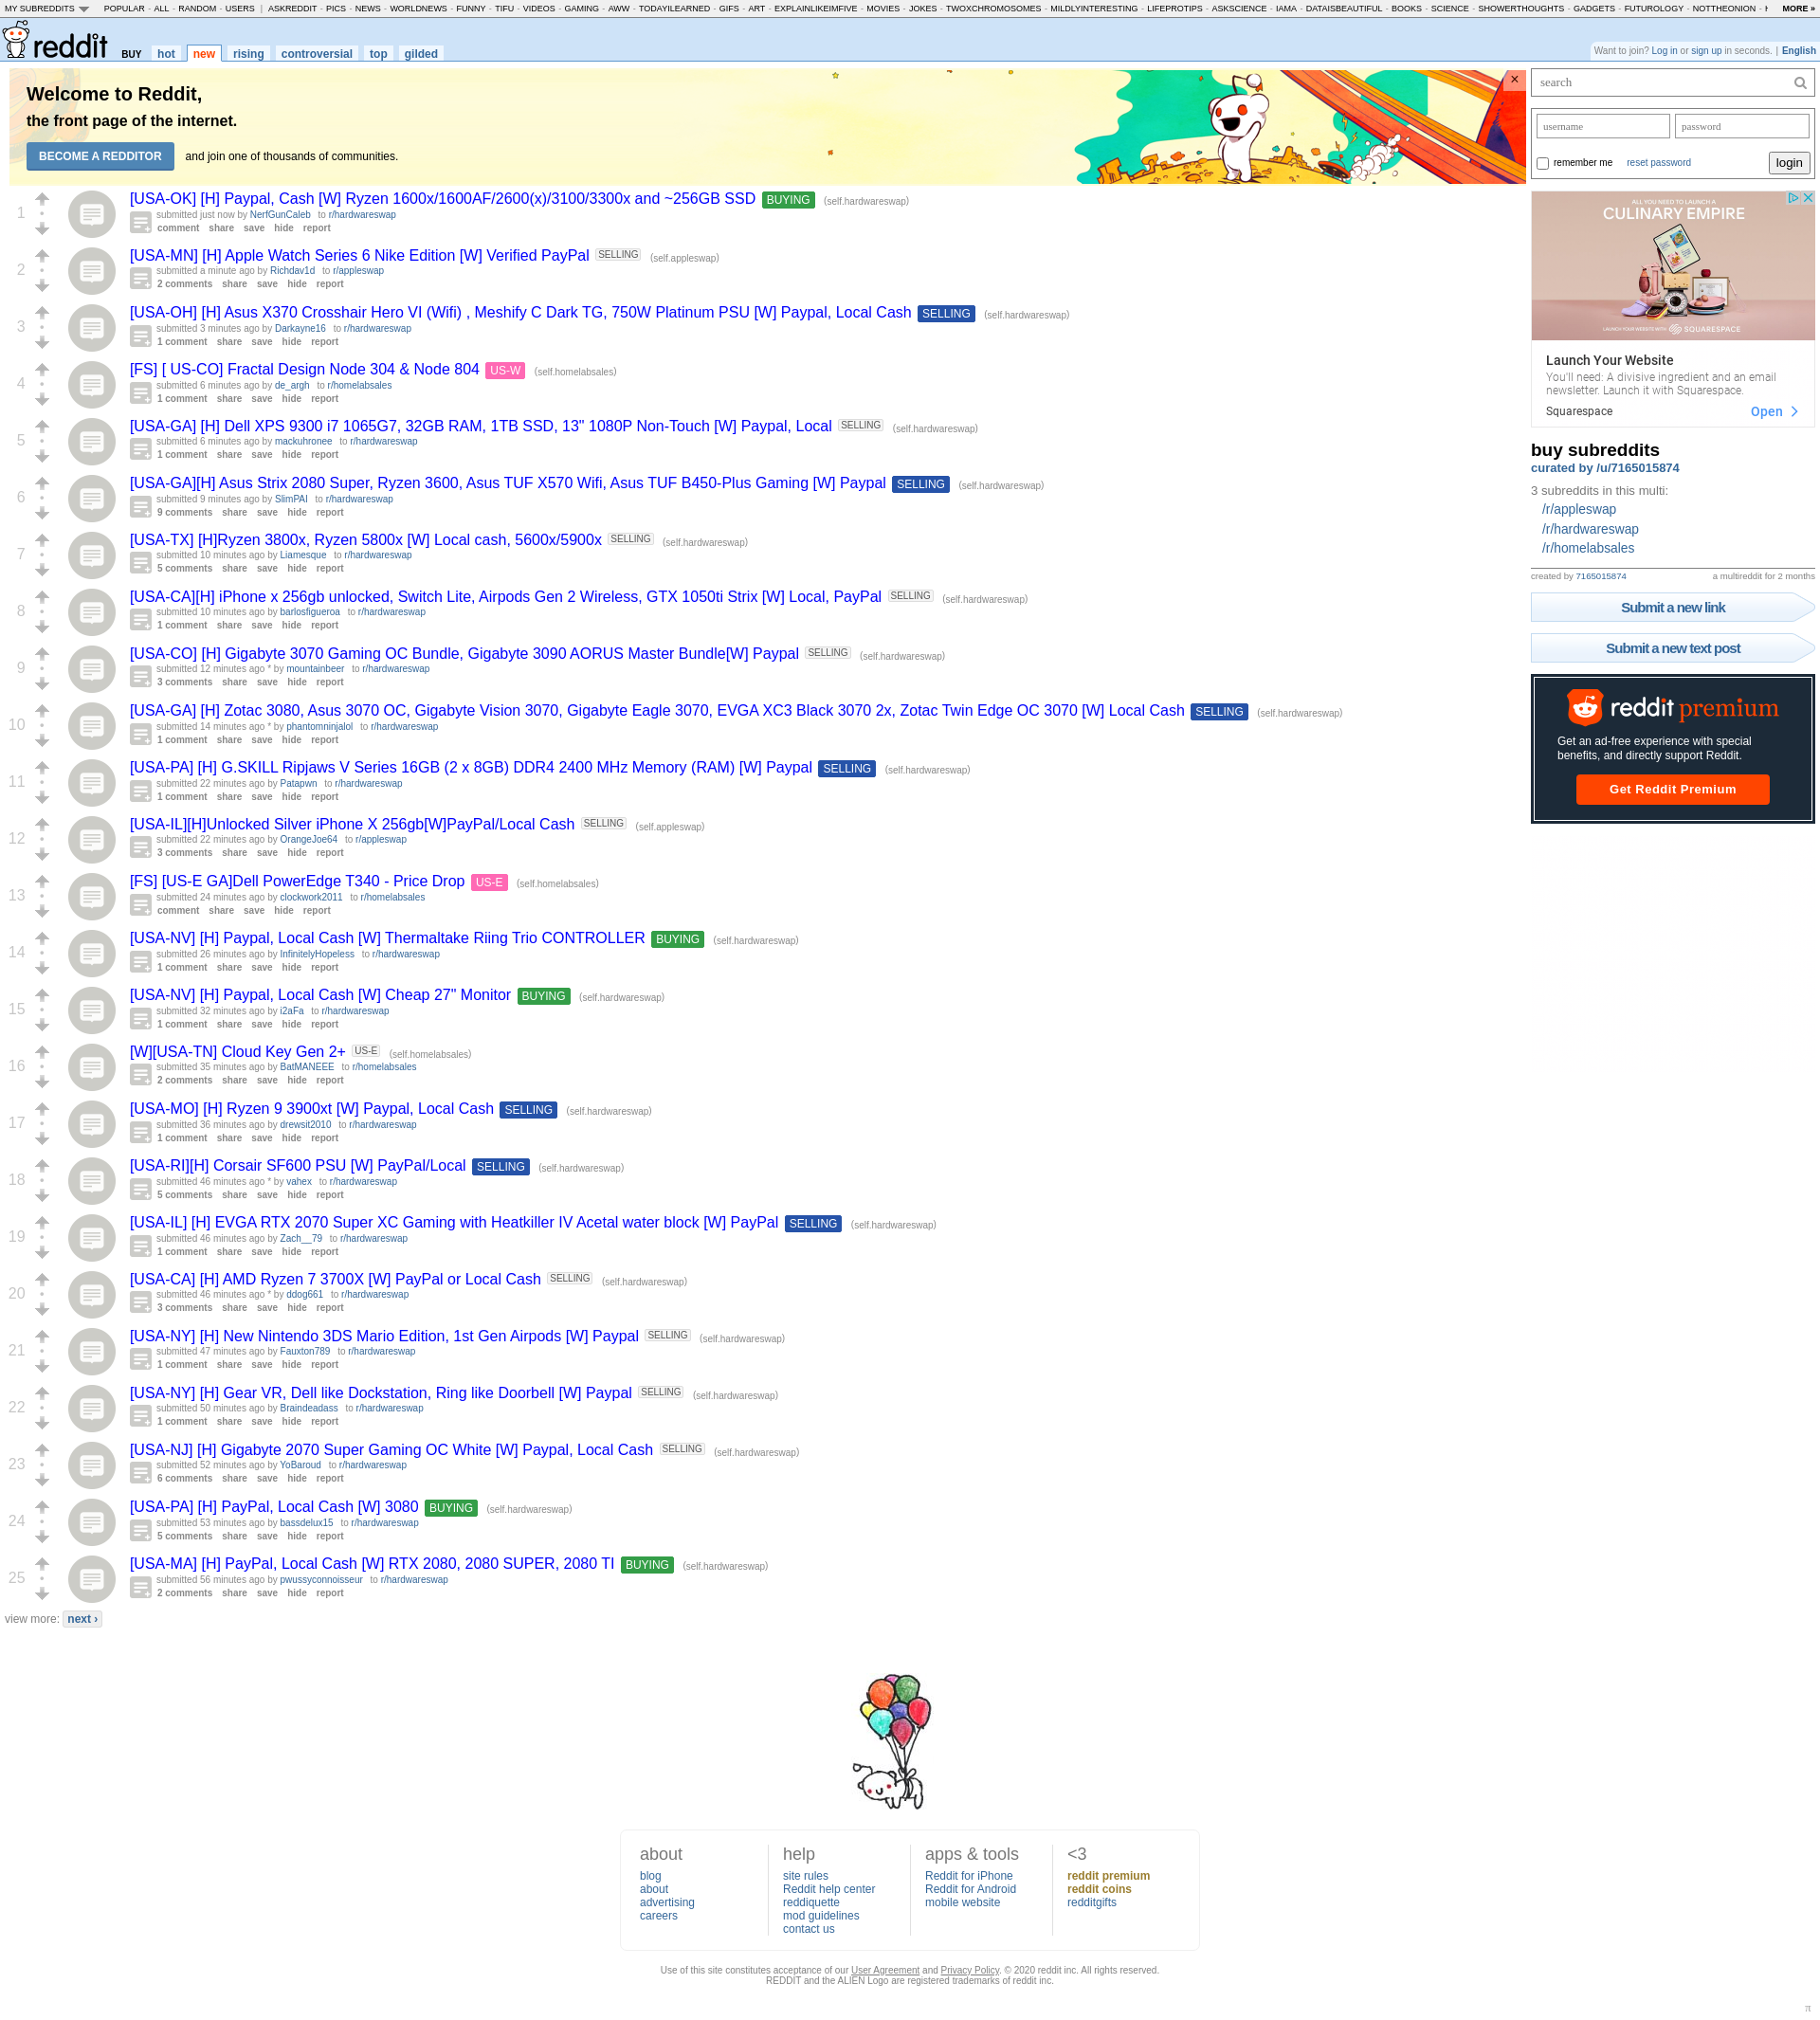 MY SUBREDDITS POPULAR - ALL - RANDOM - USERS | ASKREDDIT - PICS - NEWS - WORLDNEWS - FUNNY - TIFU - VIDEOS - GAMING - AWW - TODAYILEARNED - GIFS - ART - EXPLAINLIKEIMFIVE - MOVIES - JOKES - TWOXCHROMOSOMES - MILDLYINTERESTING - LIFEPROTIPS - ASKSCIENCE - IAMA - DATAISBEAUTIFUL - BOOKS - SCIENCE - SHOWERTHOUGHTS - GADGETS - FUTUROLOGY - NOTTHEONION - MORE »
reddit BUY hot new rising controversial top gilded
Want to join? Log in or sign up in seconds. | English
Welcome to Reddit,
the front page of the internet.
BECOME A REDDITOR and join one of thousands of communities.
×
1
[USA-OK] [H] Paypal, Cash [W] Ryzen 1600x/1600AF/2600(x)/3100/3300x and ~256GB SSD BUYING (self.hardwareswap)
submitted just now by NerfGunCaleb to r/hardwareswap
comment share save hide report
2
[USA-MN] [H] Apple Watch Series 6 Nike Edition [W] Verified PayPal SELLING (self.appleswap)
submitted a minute ago by Richdav1d to r/appleswap
2 comments share save hide report
3
[USA-OH] [H] Asus X370 Crosshair Hero VI (Wifi) , Meshify C Dark TG, 750W Platinum PSU [W] Paypal, Local Cash SELLING (self.hardwareswap)
submitted 3 minutes ago by Darkayne16 to r/hardwareswap
1 comment share save hide report
4
[FS] [ US-CO] Fractal Design Node 304 & Node 804 US-W (self.homelabsales)
submitted 6 minutes ago by de_argh to r/homelabsales
1 comment share save hide report
5
[USA-GA] [H] Dell XPS 9300 i7 1065G7, 32GB RAM, 1TB SSD, 13" 1080P Non-Touch [W] Paypal, Local SELLING (self.hardwareswap)
submitted 6 minutes ago by mackuhronee to r/hardwareswap
1 comment share save hide report
6
[USA-GA][H] Asus Strix 2080 Super, Ryzen 3600, Asus TUF X570 Wifi, Asus TUF B450-Plus Gaming [W] Paypal SELLING (self.hardwareswap)
submitted 9 minutes ago by SlimPAI to r/hardwareswap
9 comments share save hide report
7
[USA-TX] [H]Ryzen 3800x, Ryzen 5800x [W] Local cash, 5600x/5900x SELLING (self.hardwareswap)
submitted 10 minutes ago by Liamesque to r/hardwareswap
5 comments share save hide report
8
[USA-CA][H] iPhone x 256gb unlocked, Switch Lite, Airpods Gen 2 Wireless, GTX 1050ti Strix [W] Local, PayPal SELLING (self.hardwareswap)
submitted 10 minutes ago by barlosfigueroa to r/hardwareswap
1 comment share save hide report
9
[USA-CO] [H] Gigabyte 3070 Gaming OC Bundle, Gigabyte 3090 AORUS Master Bundle[W] Paypal SELLING (self.hardwareswap)
submitted 12 minutes ago * by mountainbeer to r/hardwareswap
3 comments share save hide report
10
[USA-GA] [H] Zotac 3080, Asus 3070 OC, Gigabyte Vision 3070, Gigabyte Eagle 3070, EVGA XC3 Black 3070 2x, Zotac Twin Edge OC 3070 [W] Local Cash SELLING (self.hardwareswap)
submitted 14 minutes ago * by phantomninjalol to r/hardwareswap
1 comment share save hide report
11
[USA-PA] [H] G.SKILL Ripjaws V Series 16GB (2 x 8GB) DDR4 2400 MHz Memory (RAM) [W] Paypal SELLING (self.hardwareswap)
submitted 22 minutes ago by Patapwn to r/hardwareswap
1 comment share save hide report
12
[USA-IL][H]Unlocked Silver iPhone X 256gb[W]PayPal/Local Cash SELLING (self.appleswap)
submitted 22 minutes ago by OrangeJoe64 to r/appleswap
3 comments share save hide report
13
[FS] [US-E GA]Dell PowerEdge T340 - Price Drop US-E (self.homelabsales)
submitted 24 minutes ago by clockwork2011 to r/homelabsales
comment share save hide report
14
[USA-NV] [H] Paypal, Local Cash [W] Thermaltake Riing Trio CONTROLLER BUYING (self.hardwareswap)
submitted 26 minutes ago by InfinitelyHopeless to r/hardwareswap
1 comment share save hide report
15
[USA-NV] [H] Paypal, Local Cash [W] Cheap 27" Monitor BUYING (self.hardwareswap)
submitted 32 minutes ago by i2aFa to r/hardwareswap
1 comment share save hide report
16
[W][USA-TN] Cloud Key Gen 2+ US-E (self.homelabsales)
submitted 35 minutes ago by BatMANEEE to r/homelabsales
2 comments share save hide report
17
[USA-MO] [H] Ryzen 9 3900xt [W] Paypal, Local Cash SELLING (self.hardwareswap)
submitted 36 minutes ago by drewsit2010 to r/hardwareswap
1 comment share save hide report
18
[USA-RI][H] Corsair SF600 PSU [W] PayPal/Local SELLING (self.hardwareswap)
submitted 46 minutes ago * by vahex to r/hardwareswap
5 comments share save hide report
19
[USA-IL] [H] EVGA RTX 2070 Super XC Gaming with Heatkiller IV Acetal water block [W] PayPal SELLING (self.hardwareswap)
submitted 46 minutes ago by Zach__79 to r/hardwareswap
1 comment share save hide report
20
[USA-CA] [H] AMD Ryzen 7 3700X [W] PayPal or Local Cash SELLING (self.hardwareswap)
submitted 46 minutes ago * by ddog661 to r/hardwareswap
3 comments share save hide report
21
[USA-NY] [H] New Nintendo 3DS Mario Edition, 1st Gen Airpods [W] Paypal SELLING (self.hardwareswap)
submitted 47 minutes ago by Fauxton789 to r/hardwareswap
1 comment share save hide report
22
[USA-NY] [H] Gear VR, Dell like Dockstation, Ring like Doorbell [W] Paypal SELLING (self.hardwareswap)
submitted 50 minutes ago by Braindeadass to r/hardwareswap
1 comment share save hide report
23
[USA-NJ] [H] Gigabyte 2070 Super Gaming OC White [W] Paypal, Local Cash SELLING (self.hardwareswap)
submitted 52 minutes ago by YoBaroud to r/hardwareswap
6 comments share save hide report
24
[USA-PA] [H] PayPal, Local Cash [W] 3080 BUYING (self.hardwareswap)
submitted 53 minutes ago by bassdelux15 to r/hardwareswap
5 comments share save hide report
25
[USA-MA] [H] PayPal, Local Cash [W] RTX 2080, 2080 SUPER, 2080 TI BUYING (self.hardwareswap)
submitted 56 minutes ago by pwussyconnoisseur to r/hardwareswap
2 comments share save hide report
view more: next ›
search
username password
remember me reset password login
ALL YOU NEED TO LAUNCH A
CULINARY EMPIRE
LAUNCH YOUR WEBSITE WITH SQUARESPACE
Launch Your Website
You'll need: A divisive ingredient and an email
newsletter. Launch it with Squarespace.
Squarespace Open
buy subreddits
curated by /u/7165015874
3 subreddits in this multi:
/r/appleswap
/r/hardwareswap
/r/homelabsales
created by 7165015874 a multireddit for 2 months
Submit a new link
Submit a new text post
reddit premium
Get an ad-free experience with special
benefits, and directly support Reddit.
Get Reddit Premium
about
blog
about
advertising
careers
help
site rules
Reddit help center
reddiquette
mod guidelines
contact us
apps & tools
Reddit for iPhone
Reddit for Android
mobile website
<3
reddit premium
reddit coins
redditgifts
Use of this site constitutes acceptance of our User Agreement and Privacy Policy. © 2020 reddit inc. All rights reserved.
REDDIT and the ALIEN Logo are registered trademarks of reddit inc.
π